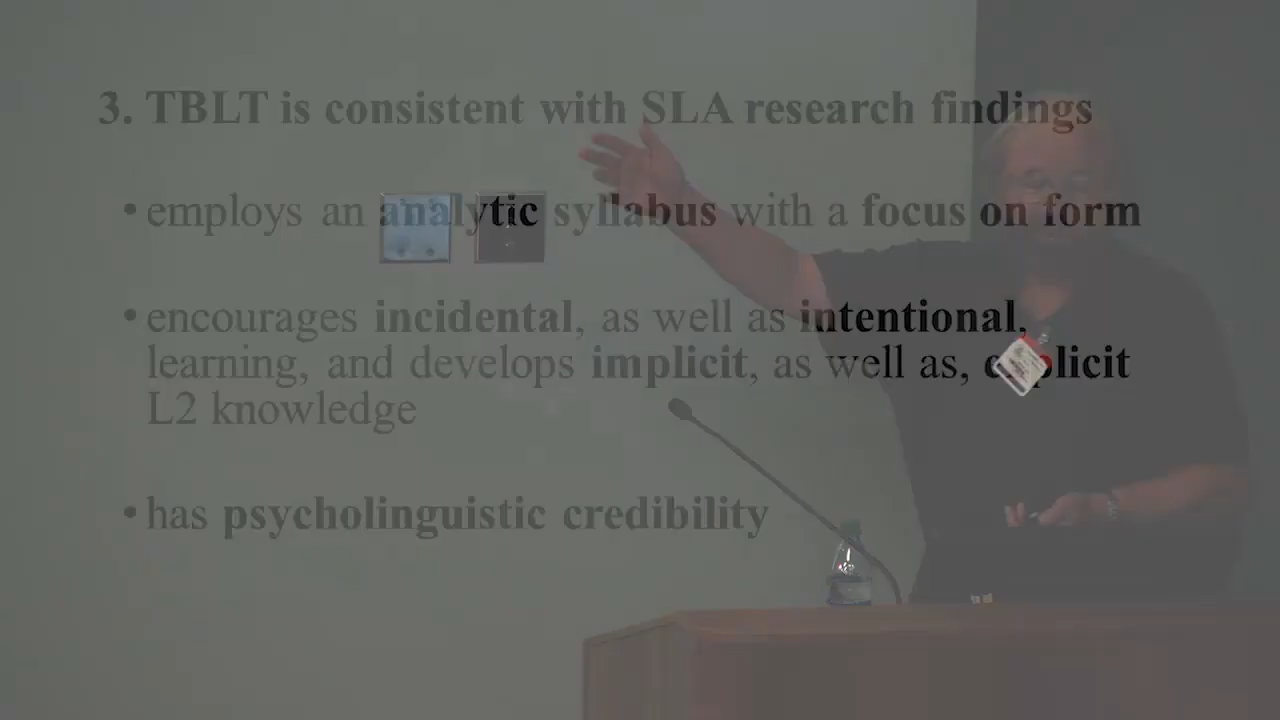 3. TBLT is consistent with SLA research findings
• employs an analytic syllabus with a focus on form
• encourages incidental, as well as intentional,
learning, and develops implicit, as well as, explicit
L2 knowledge
• has psycholinguistic credibility